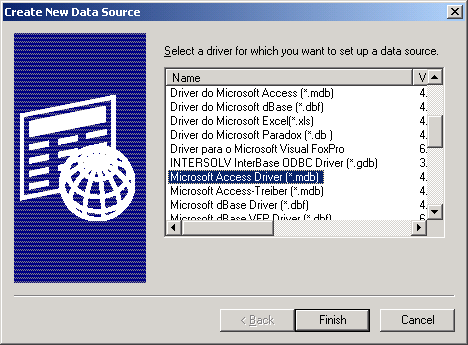 Create New Data Source
Select a driver for which you want to set up a data source.
Name V
Driver do Microsoft Access (*.mdb) 4.
Driver do Microsoft dBase (*.dbf) 4.
Driver do Microsoft Excel(*.xls) 4.
Driver do Microsoft Paradox (*.db ) 4.
Driver para o Microsoft Visual FoxPro 6.
INTERSOLV InterBase ODBC Driver (*.gdb) 3.
Microsoft Access Driver (*.mdb) 4.
Microsoft Access-Treiber (*.mdb) 4.
Microsoft dBase Driver (*.dbf) 4.
Microsoft dBase VFP Driver (*.dbf) 6.
< Back Finish Cancel